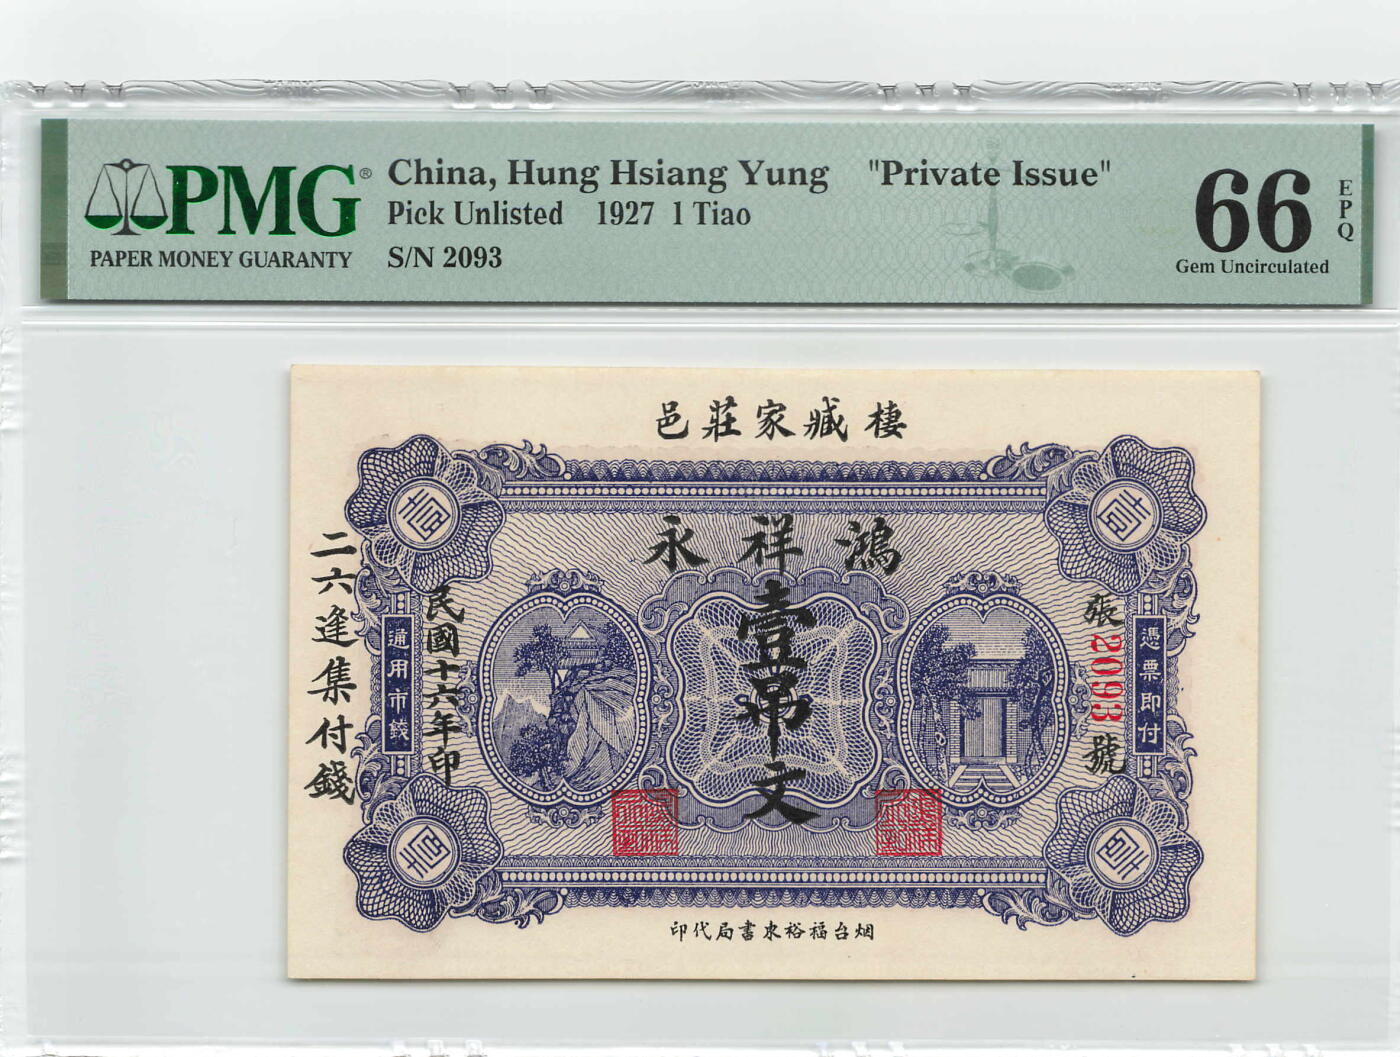 PMG®
PAPER MONEY GUARANTY
China, Hung Hsiang Yung "Private Issue"
Pick Unlisted 1927 1 Tiao
S/N 2093
66
EPQ
Gem Uncirculated
棲臧家莊邑
鴻祥永
壹吊文
張2093號
憑票即付
民國十六年印
通用市錢
二六逢集付錢
烟台福裕東書局代印